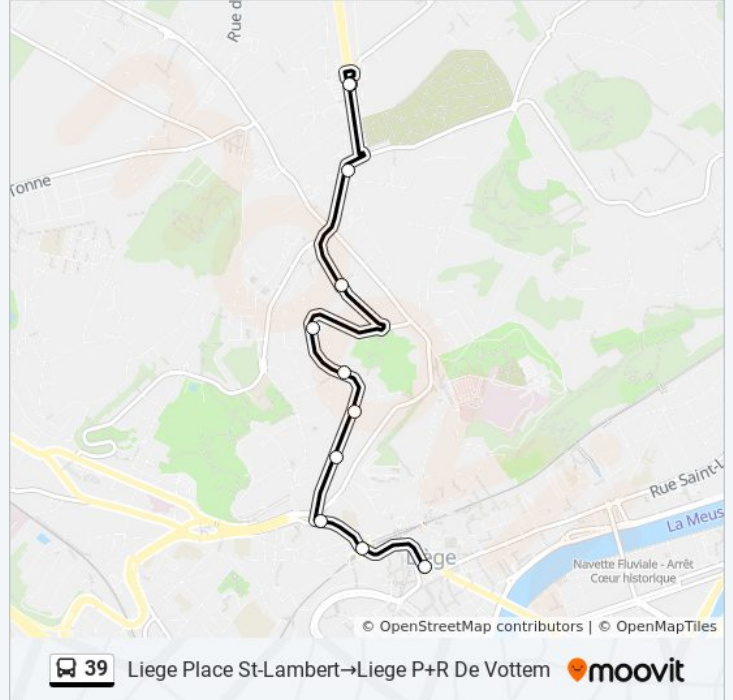 Rue d
Tonne
Rue Saint-L
La Meus
Liège
Navette Fluviale - Arrêt
Cœur historique
© OpenStreetMap contributors | © OpenMapTiles
39 Liege Place St-Lambert→Liege P+R De Vottem moovit